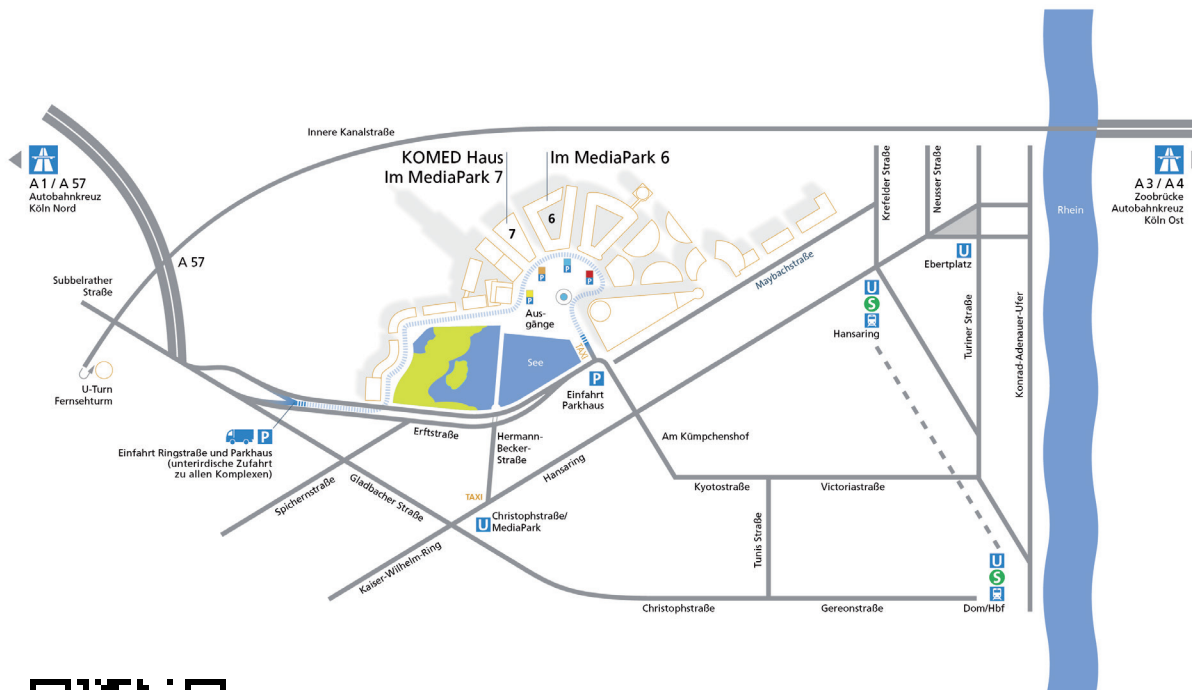 Innere Kanalstraße
A 1 / A 57
Autobahnkreuz
Köln Nord
KOMED Haus
Im MediaPark 7
Im MediaPark 6
6
7
Krefelder Straße
Neusser Straße
Rhein
A 3 / A 4
Zoobrücke
Autobahnkreuz
Köln Ost
A 57
Subbelrather
Straße
U
Ebertplatz
Maybachstraße
P
P
P
P
Aus-
gänge
U
S
Hansaring
Turiner Straße
Konrad-Adenauer-Ufer
TAXI
See
U-Turn
Fernsehturm
P
Einfahrt
Parkhaus
P
Einfahrt Ringstraße und Parkhaus
(unterirdische Zufahrt
zu allen Komplexen)
Erftstraße
Hermann-
Becker-
Straße
Am Kümpchenshof
Hansaring
Spichernstraße
Gladbacher Straße
Kyotostraße
Victoriastraße
TAXI
U
Christophstraße/
MediaPark
Tunis Straße
Kaiser-Wilhelm-Ring
U
S
Christophstraße
Gereonstraße
Dom/Hbf